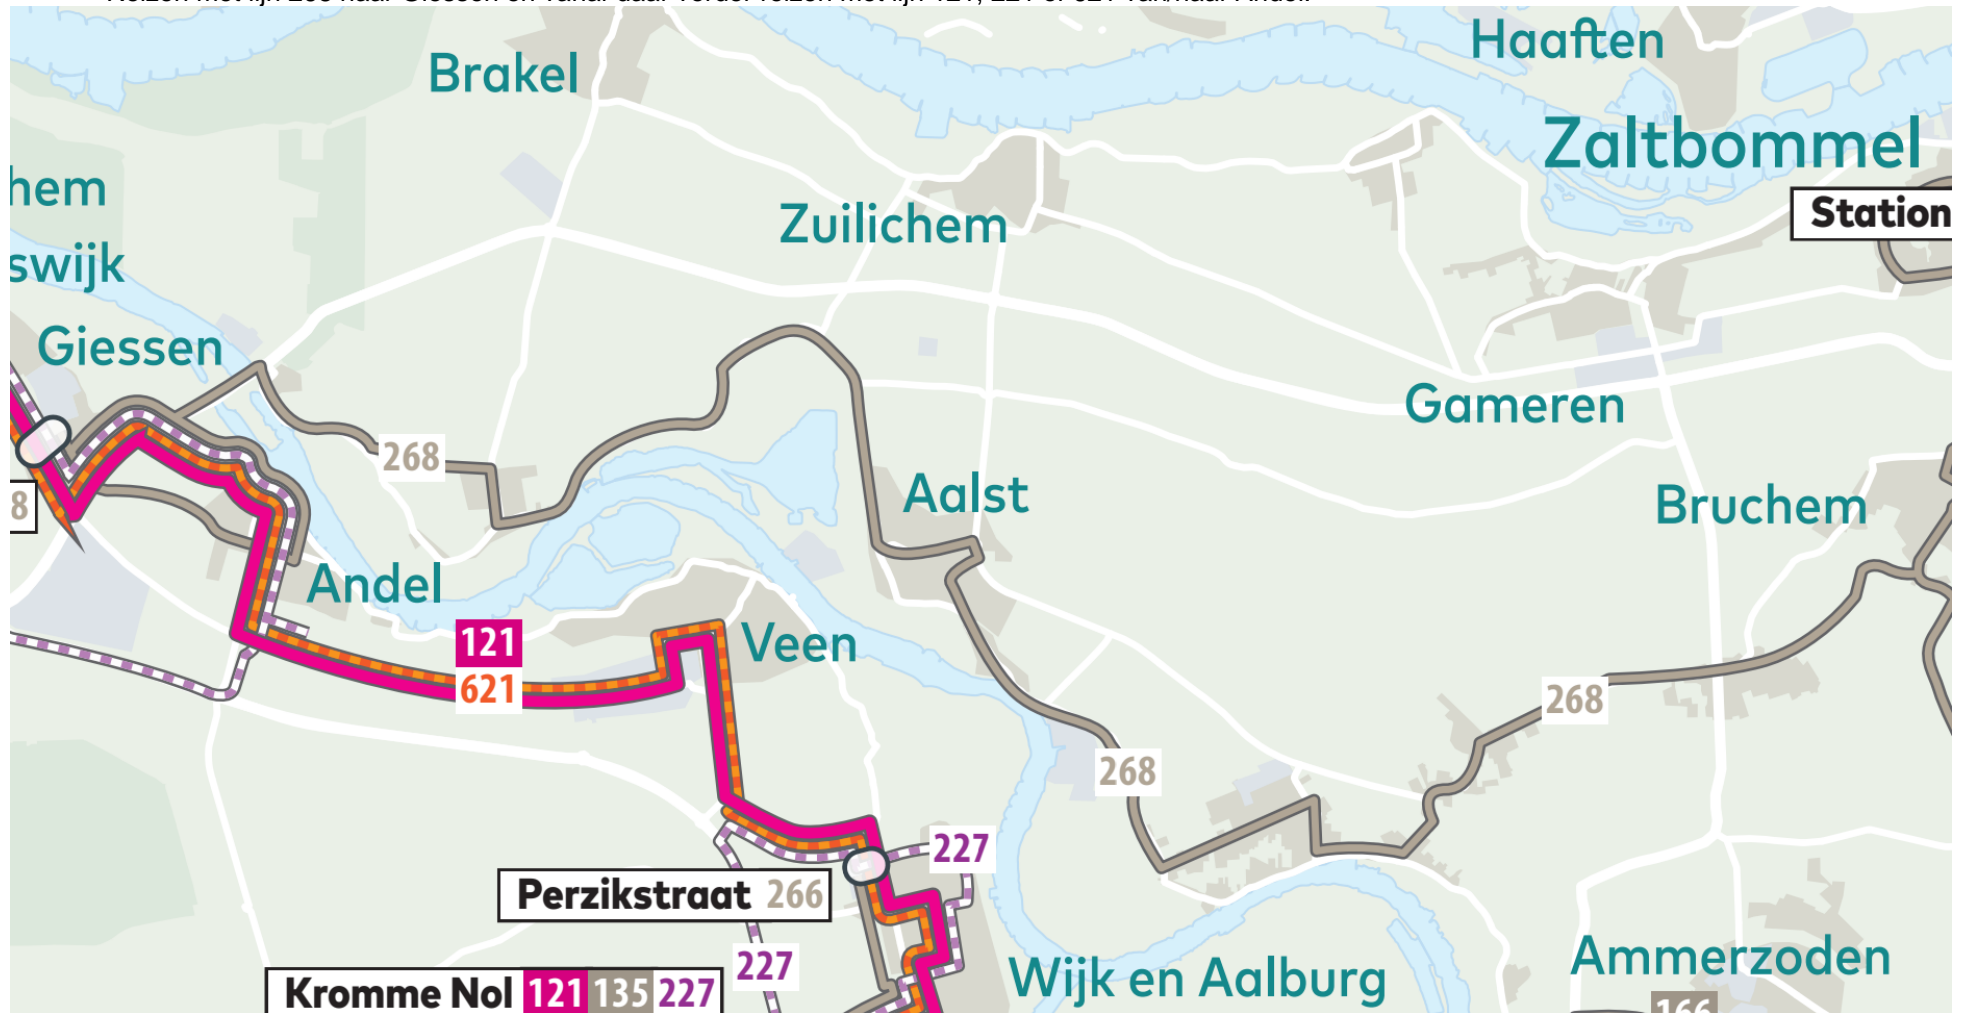 Haaften
Brakel
Zaltbommel
hem
Station
Zuilichem
swijk
Giessen
Gameren
268
Aalst
8
Bruchem
Andel
121
Veen
621
268
268
227
Perzikstraat 266
Wijk en Aalburg
Ammerzoden
227
Kromme Nol 121 135 227
166